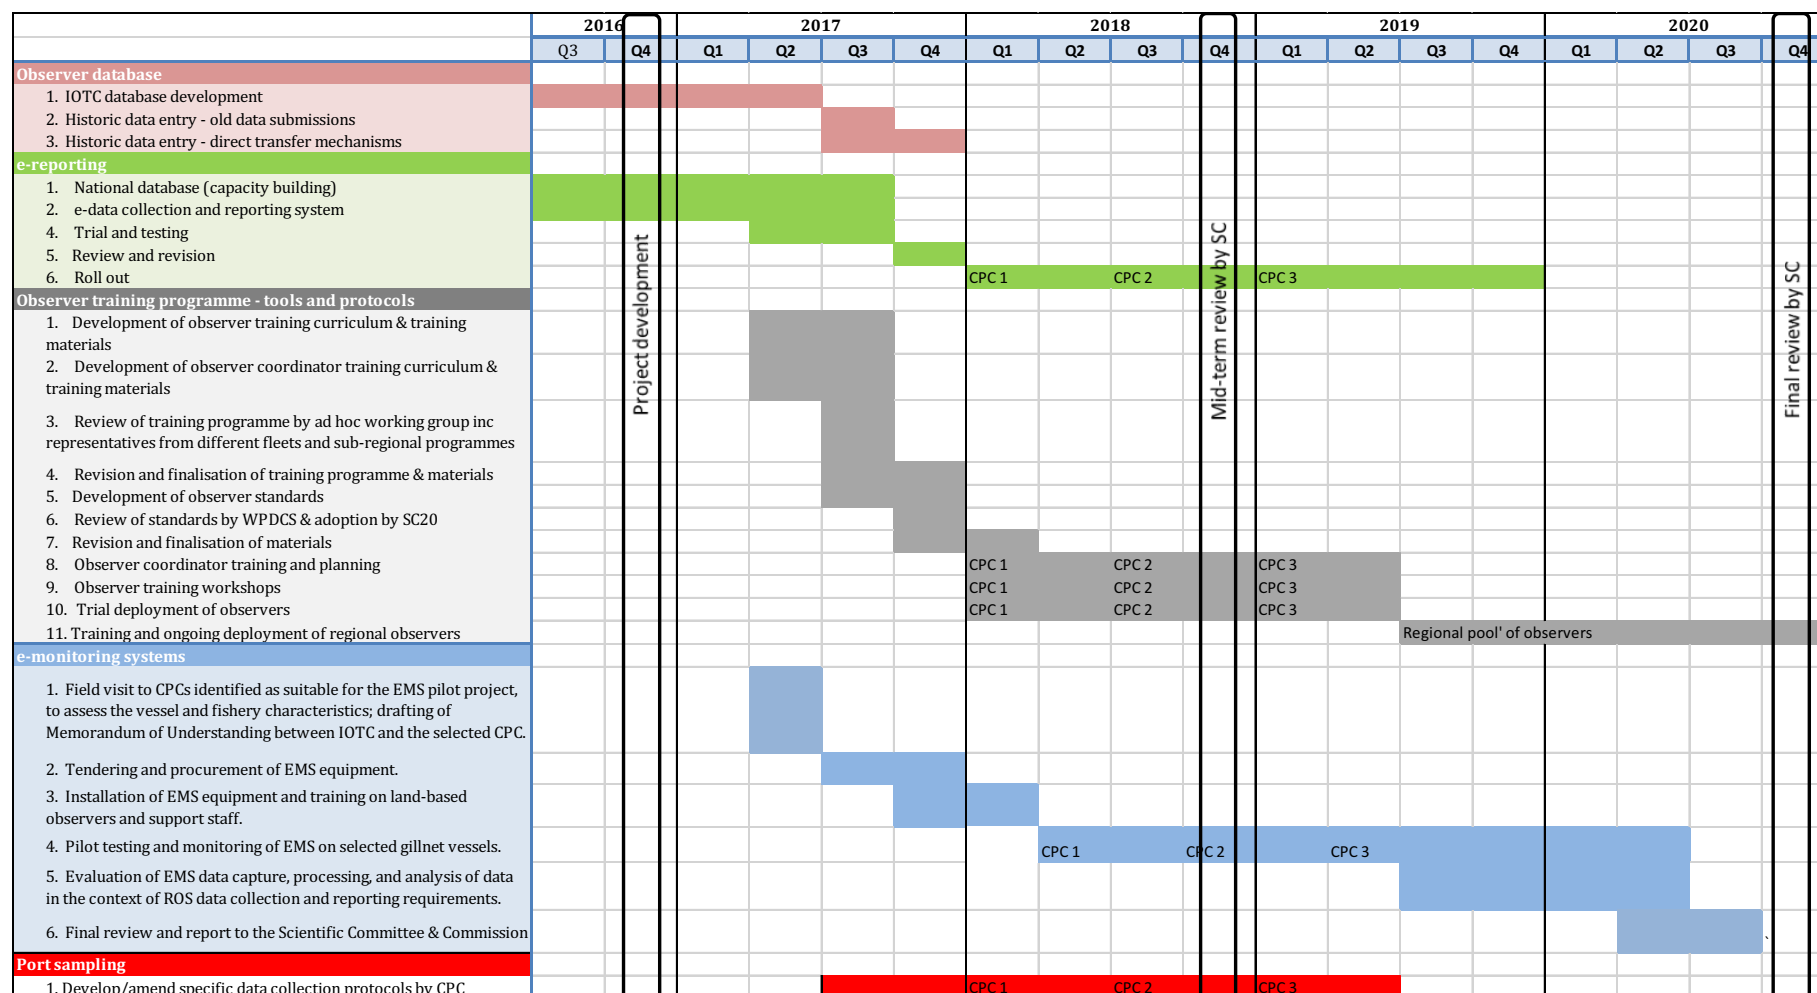 2016 2017 2018 2019 2020
Q3 Q4 Q1 Q2 Q3 Q4 Q1 Q2 Q3 Q4 Q1 Q2 Q3 Q4 Q1 Q2 Q3 Q4
Observer database
1. IOTC database development
2. Historic data entry - old data submissions
3. Historic data entry - direct transfer mechanisms
e-reporting
1. National database (capacity building)
2. e-data collection and reporting system
4. Trial and testing
5. Review and revision
6. Roll out CPC 1 CPC 2 CPC 3
Project development
Mid-term review by SC
Final review by SC
Observer training programme - tools and protocols
1. Development of observer training curriculum & training
materials
2. Development of observer coordinator training curriculum &
training materials
3. Review of training programme by ad hoc working group inc
representatives from different fleets and sub-regional programmes
4. Revision and finalisation of training programme & materials
5. Development of observer standards
6. Review of standards by WPDCS & adoption by SC20
7. Revision and finalisation of materials
8. Observer coordinator training and planning CPC 1 CPC 2 CPC 3
9. Observer training workshops CPC 1 CPC 2 CPC 3
10. Trial deployment of observers CPC 1 CPC 2 CPC 3
11. Training and ongoing deployment of regional observers Regional pool' of observers
e-monitoring systems
1. Field visit to CPCs identified as suitable for the EMS pilot project,
to assess the vessel and fishery characteristics; drafting of
Memorandum of Understanding between IOTC and the selected CPC.
2. Tendering and procurement of EMS equipment.
3. Installation of EMS equipment and training on land-based
observers and support staff.
4. Pilot testing and monitoring of EMS on selected gillnet vessels. CPC 1 CPC 2 CPC 3
5. Evaluation of EMS data capture, processing, and analysis of data
in the context of ROS data collection and reporting requirements.
6. Final review and report to the Scientific Committee & Commission `
Port sampling
1. Develop/amend specific data collection protocols by CPC CPC 1 CPC 2 CPC 3